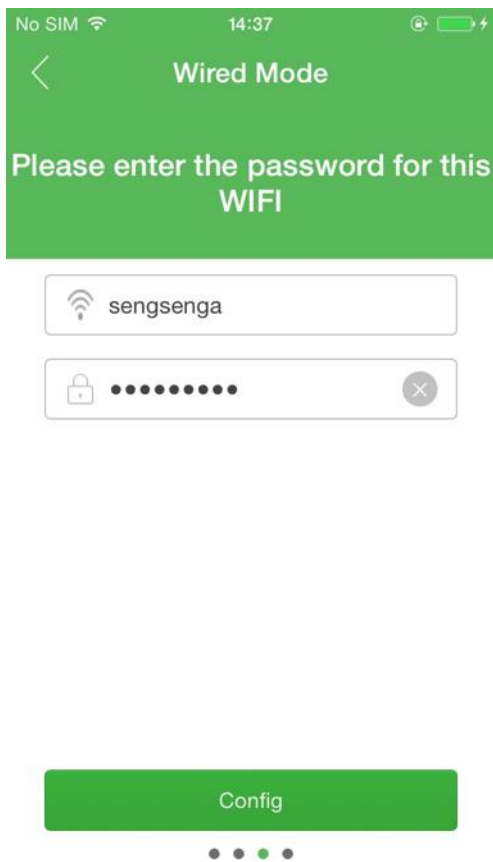 No SIM 14:37
Wired Mode
Please enter the password for this
WIFI
sengsenga
•••••••••
Config